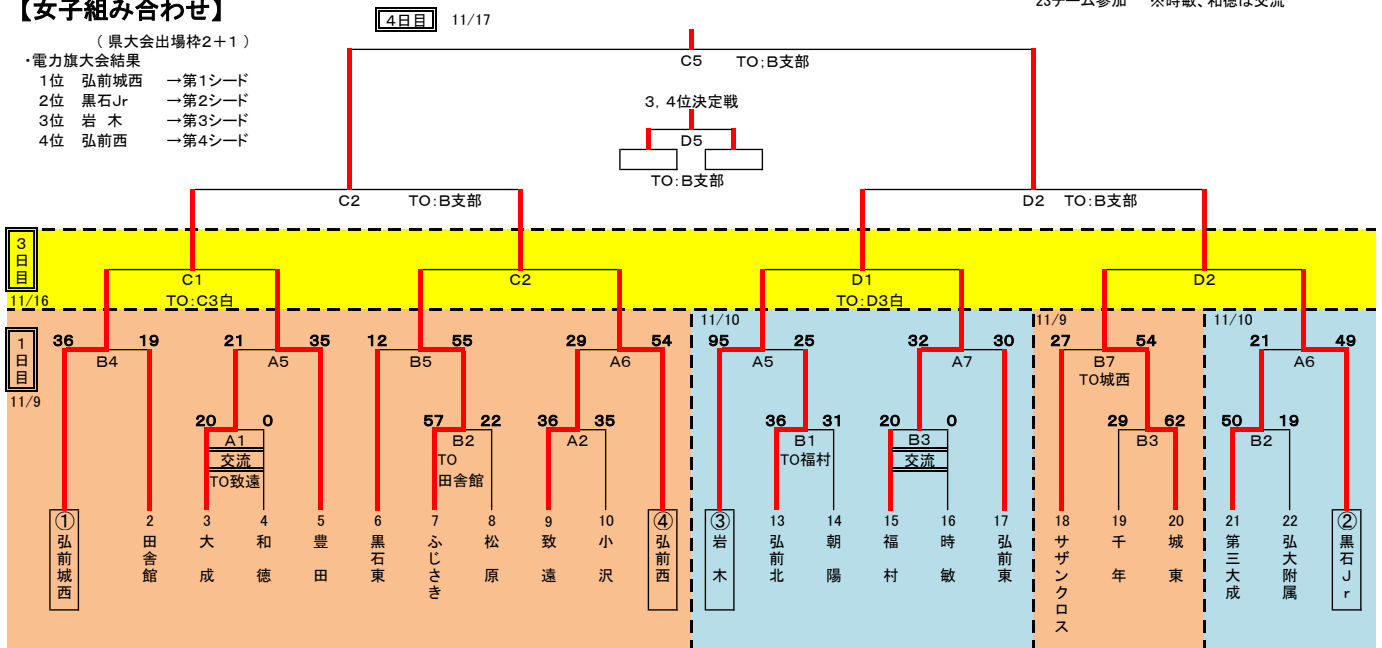 【女子組み合わせ】
4日目 11/17
23チーム参加 ※時敏、和徳は交流
（県大会出場枠2+1）
・電力旗大会結果
1位 弘前城西 →第1シード
2位 黒石Jr →第2シード
3位 岩 木 →第3シード
4位 弘前西 →第4シード
C5 TO;B支部
3, 4位決定戦
D5
TO:B支部
C2 TO:B支部
D2 TO:B支部
3日目
11/16
C1
TO:C3白
C2
D1
TO:D3白
D2
1日目
11/9
11/10
11/9
11/10
36 19 21 35 12 55 29 54 95 25 32 30 27 54 21 49
B4 A5 B5 A6 A5 A7 B7 A6
TO城西
20 0 57 22 36 35 36 31 20 0 29 62 50 19
A1 B2 A2 B1 B3 B3 B2
交流 TO TO福村 交流
TO致遠 田舎館
①弘前城西
2 田舎館
3 大成
4 和徳
5 豊田
6 黒石東
7 ふじさき
8 松原
9 致遠
10 小沢
④弘前西
③岩木
13 弘前北
14 朝陽
15 福村
16 時敏
17 弘前東
18 サザンクロス
19 千年
20 城東
21 第三大成
22 弘大附属
②黒石Jr